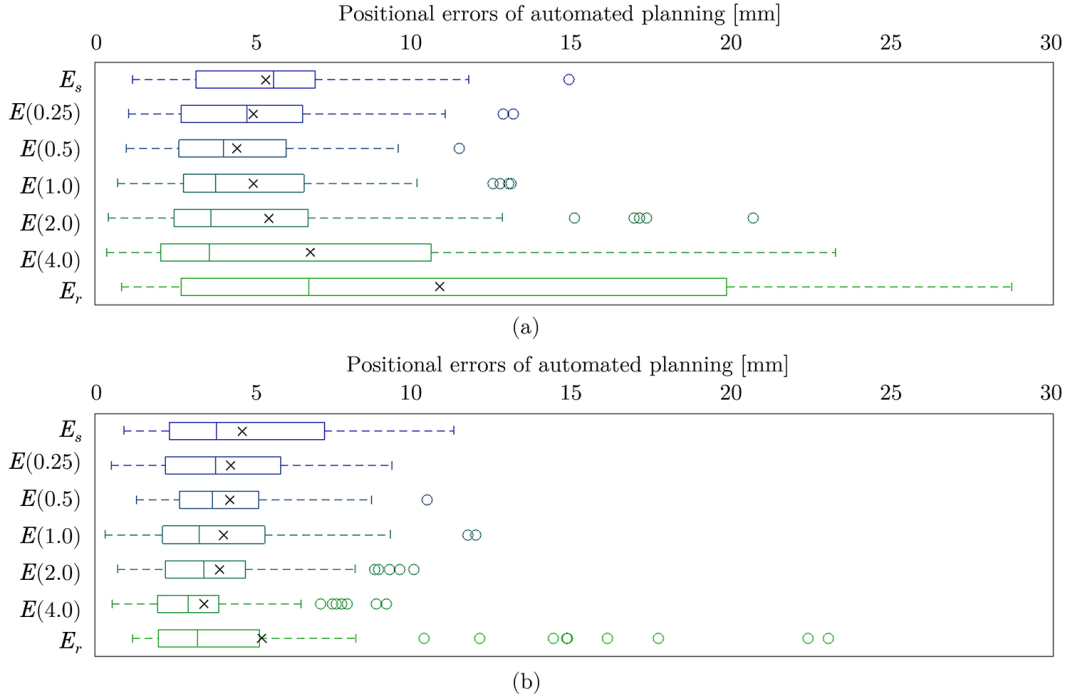 Positional errors of automated planning [mm]
0 5 10 15 20 25 30
E_s
E(0.25)
E(0.5)
E(1.0)
E(2.0)
E(4.0)
E_r
(a)
Positional errors of automated planning [mm]
0 5 10 15 20 25 30
E_s
E(0.25)
E(0.5)
E(1.0)
E(2.0)
E(4.0)
E_r
(b)